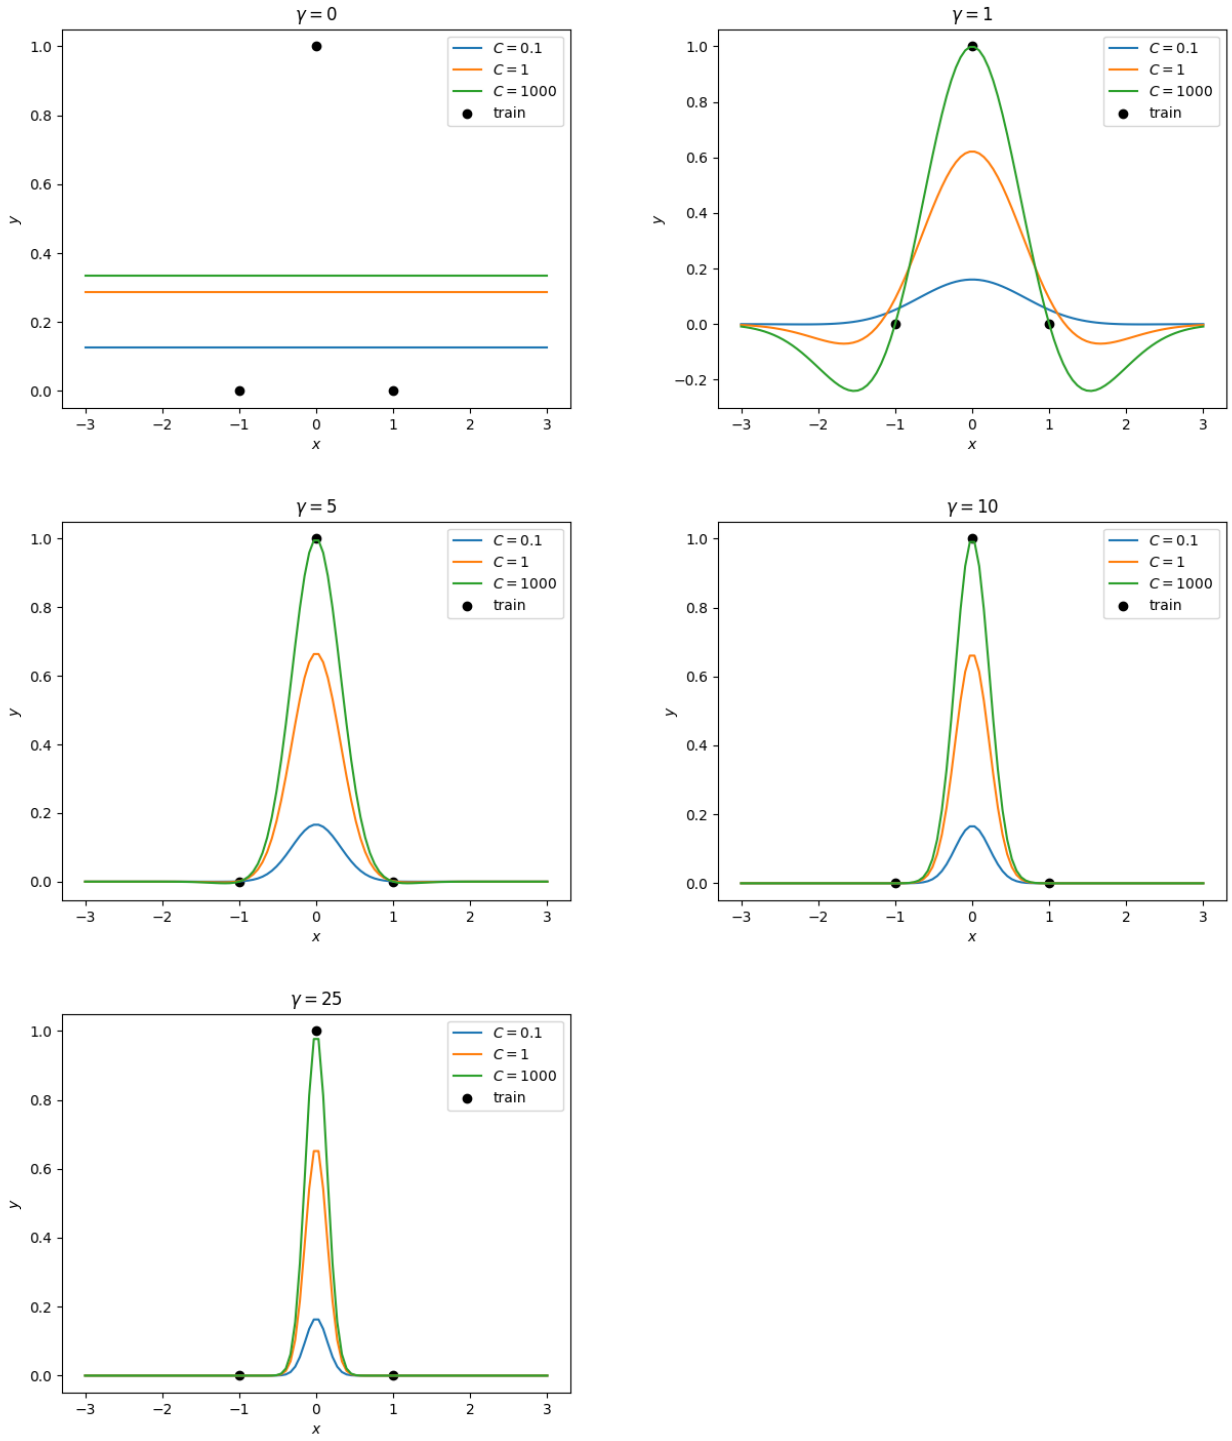 γ = 0
1.0
0.8
0.6
0.4
0.2
0.0
y
−3 −2 −1 0 1 2 3
x
C = 0.1
C = 1
C = 1000
train
γ = 1
1.0
0.8
0.6
0.4
0.2
0.0
−0.2
y
−3 −2 −1 0 1 2 3
x
C = 0.1
C = 1
C = 1000
train
γ = 5
1.0
0.8
0.6
0.4
0.2
0.0
y
−3 −2 −1 0 1 2 3
x
C = 0.1
C = 1
C = 1000
train
γ = 10
1.0
0.8
0.6
0.4
0.2
0.0
y
−3 −2 −1 0 1 2 3
x
C = 0.1
C = 1
C = 1000
train
γ = 25
1.0
0.8
0.6
0.4
0.2
0.0
y
−3 −2 −1 0 1 2 3
x
C = 0.1
C = 1
C = 1000
train